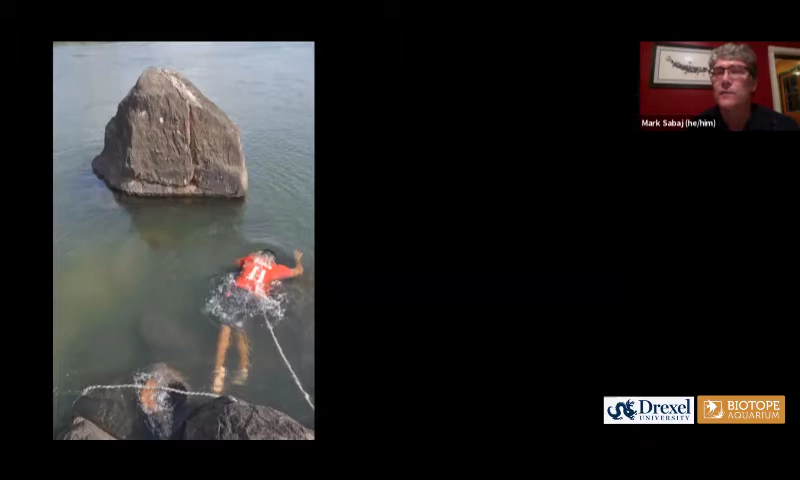 Mark Sabaj (he/him)
11
Drexel
UNIVERSITY
BIOTOPE
AQUARIUM